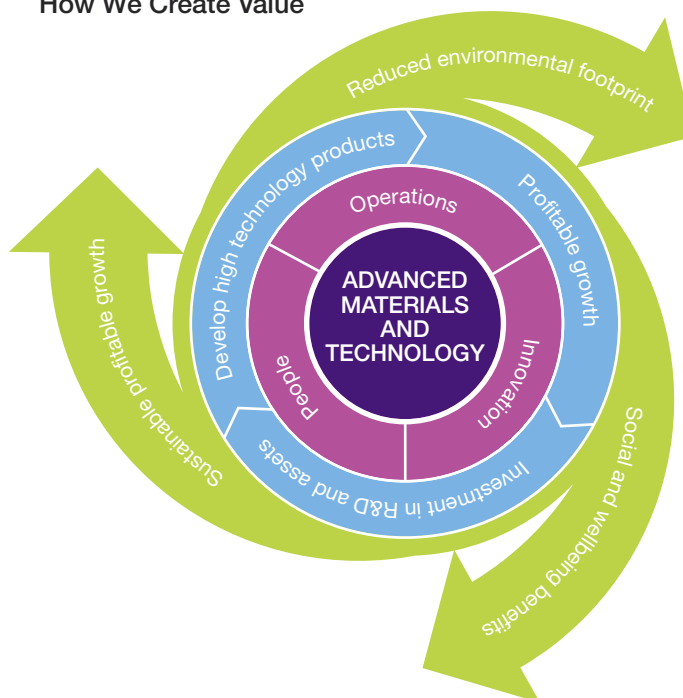 How We Create Value
Reduced environmental footprint
Develop high technology products
Profitable growth
Operations
ADVANCED
MATERIALS
AND
TECHNOLOGY
Sustainable profitable growth
People
Innovation
Investment in R&D and assets
Social and wellbeing benefits